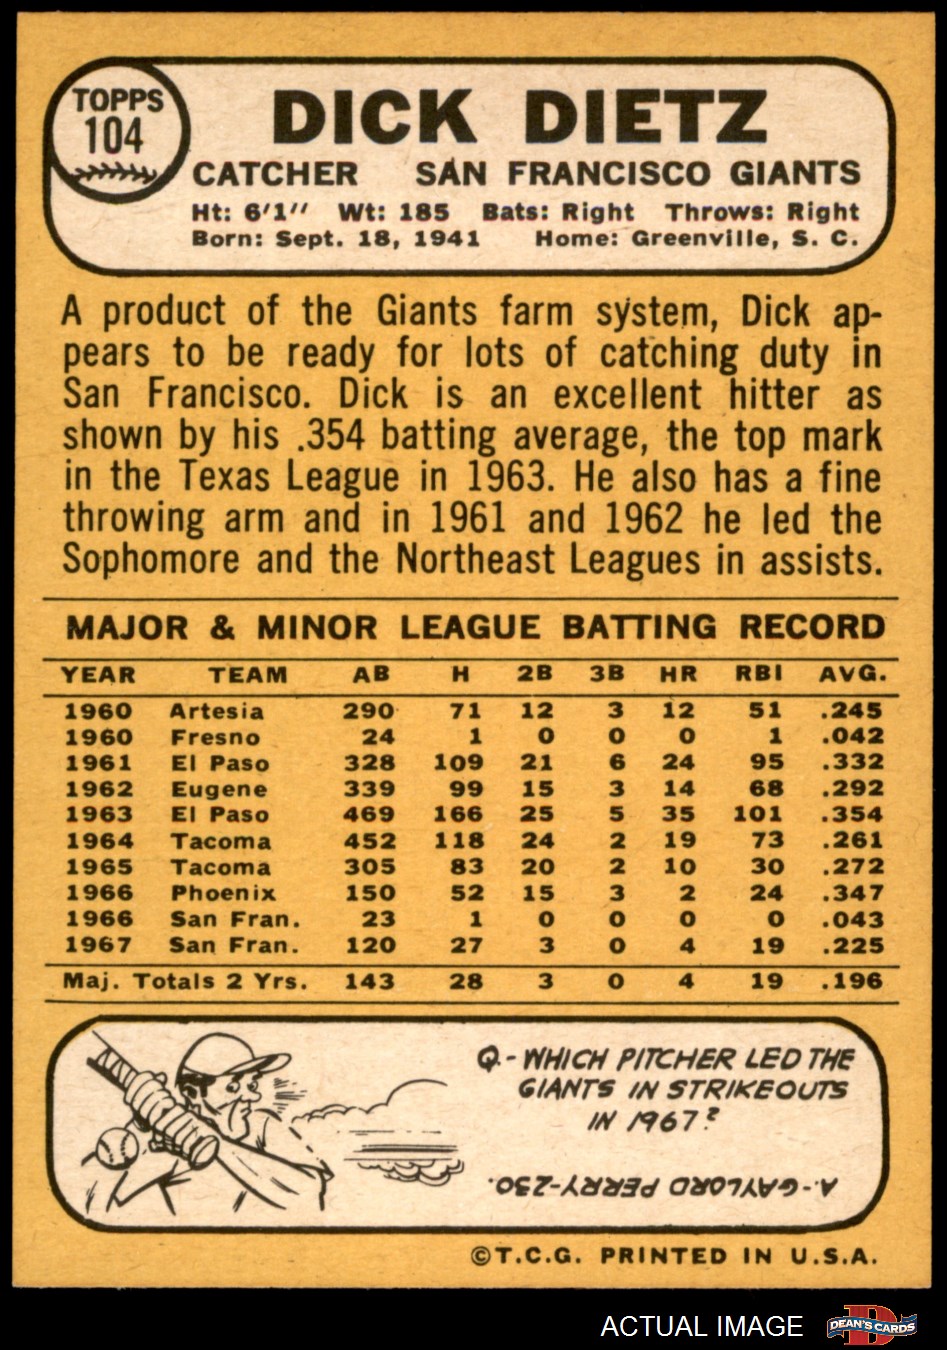 TOPPS
104
DICK DIETZ
CATCHER SAN FRANCISCO GIANTS
Ht: 6'1" Wt: 185 Bats: Right Throws: Right
Born: Sept. 18, 1941 Home: Greenville, S. C.
A product of the Giants farm system, Dick ap-
pears to be ready for lots of catching duty in
San Francisco. Dick is an excellent hitter as
shown by his .354 batting average, the top mark
in the Texas League in 1963. He also has a fine
throwing arm and in 1961 and 1962 he led the
Sophomore and the Northeast Leagues in assists.
MAJOR & MINOR LEAGUE BATTING RECORD
YEAR TEAM AB H 2B 3B HR RBI AVG.
1960 Artesia 290 71 12 3 12 51 .245
1960 Fresno 24 1 0 0 0 1 .042
1961 El Paso 328 109 21 6 24 95 .332
1962 Eugene 339 99 15 3 14 68 .292
1963 El Paso 469 166 25 5 35 101 .354
1964 Tacoma 452 118 24 2 19 73 .261
1965 Tacoma 305 83 20 2 10 30 .272
1966 Phoenix 150 52 15 3 2 24 .347
1966 San Fran. 23 1 0 0 0 0 .043
1967 San Fran. 120 27 3 0 4 19 .225
Maj. Totals 2 Yrs. 143 28 3 0 4 19 .196
Q.-WHICH PITCHER LED THE
GIANTS IN STRIKEOUTS
IN 1967?
A.-GAYLORD PERRY-230.
©T.C.G. PRINTED IN U.S.A.
ACTUAL IMAGE
D
DEAN'S CARDS